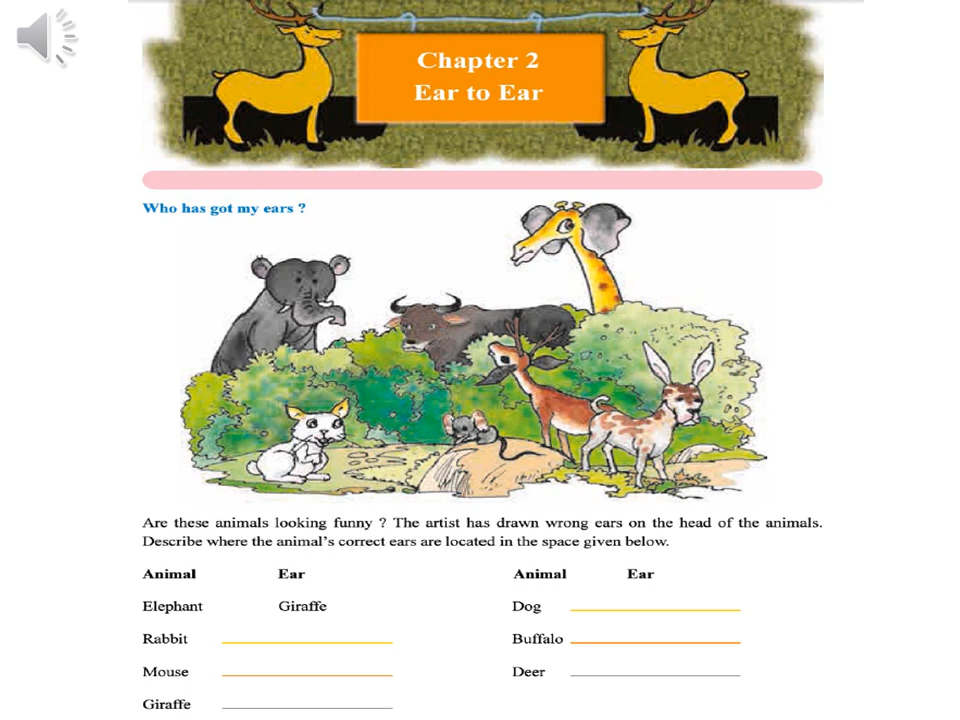 Chapter 2
Ear to Ear
Who has got my ears ?
Are these animals looking funny ? The artist has drawn wrong ears on the head of the animals.
Describe where the animal's correct ears are located in the space given below.
Animal Ear Animal Ear
Elephant Giraffe Dog
Rabbit Buffalo
Mouse Deer
Giraffe